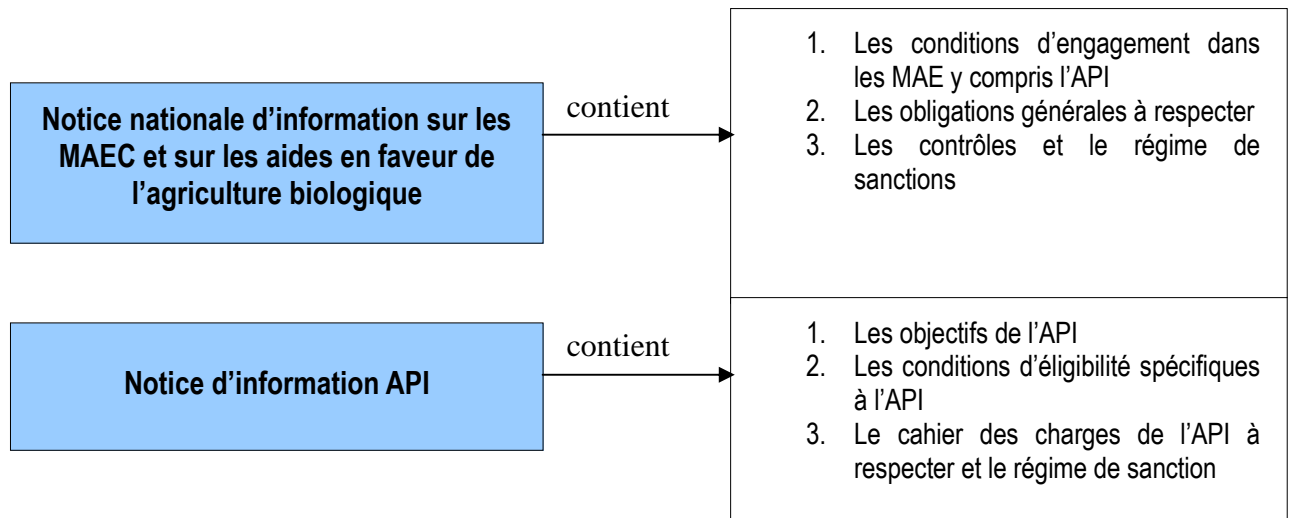 Notice nationale d'information sur les
MAEC et sur les aides en faveur de
l'agriculture biologique
contient
1. Les conditions d'engagement dans
les MAE y compris l'API
2. Les obligations générales à respecter
3. Les contrôles et le régime de
sanctions
Notice d'information API
contient
1. Les objectifs de l'API
2. Les conditions d'éligibilité spécifiques
à l'API
3. Le cahier des charges de l'API à
respecter et le régime de sanction